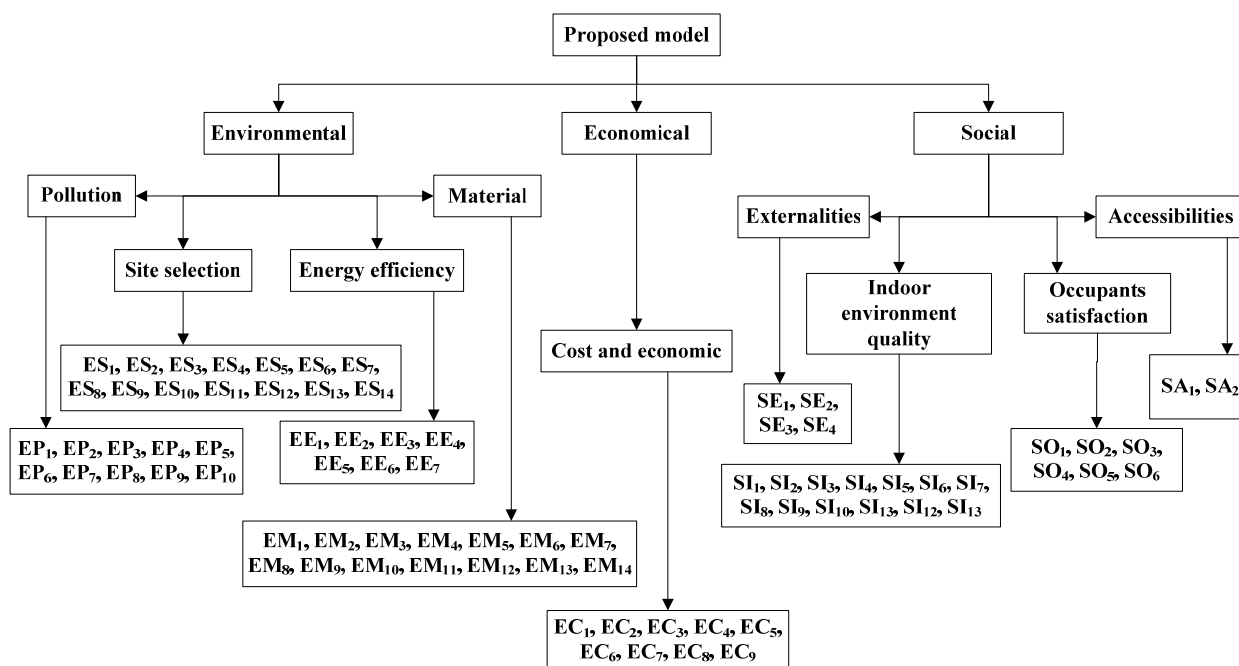 Proposed model
Environmental
Economical
Social
Pollution
Material
Externalities
Accessibilities
Site selection
Energy efficiency
Indoor
environment
quality
Occupants
satisfaction
Cost and economic
ES₁, ES₂, ES₃, ES₄, ES₅, ES₆, ES₇,
ES₈, ES₉, ES₁₀, ES₁₁, ES₁₂, ES₁₃, ES₁₄
SA₁, SA₂
SE₁, SE₂,
SE₃, SE₄
EP₁, EP₂, EP₃, EP₄, EP₅,
EP₆, EP₇, EP₈, EP₉, EP₁₀
EE₁, EE₂, EE₃, EE₄,
EE₅, EE₆, EE₇
SO₁, SO₂, SO₃,
SO₄, SO₅, SO₆
SI₁, SI₂, SI₃, SI₄, SI₅, SI₆, SI₇,
SI₈, SI₉, SI₁₀, SI₁₃, SI₁₂, SI₁₃
EM₁, EM₂, EM₃, EM₄, EM₅, EM₆, EM₇,
EM₈, EM₉, EM₁₀, EM₁₁, EM₁₂, EM₁₃, EM₁₄
EC₁, EC₂, EC₃, EC₄, EC₅,
EC₆, EC₇, EC₈, EC₉